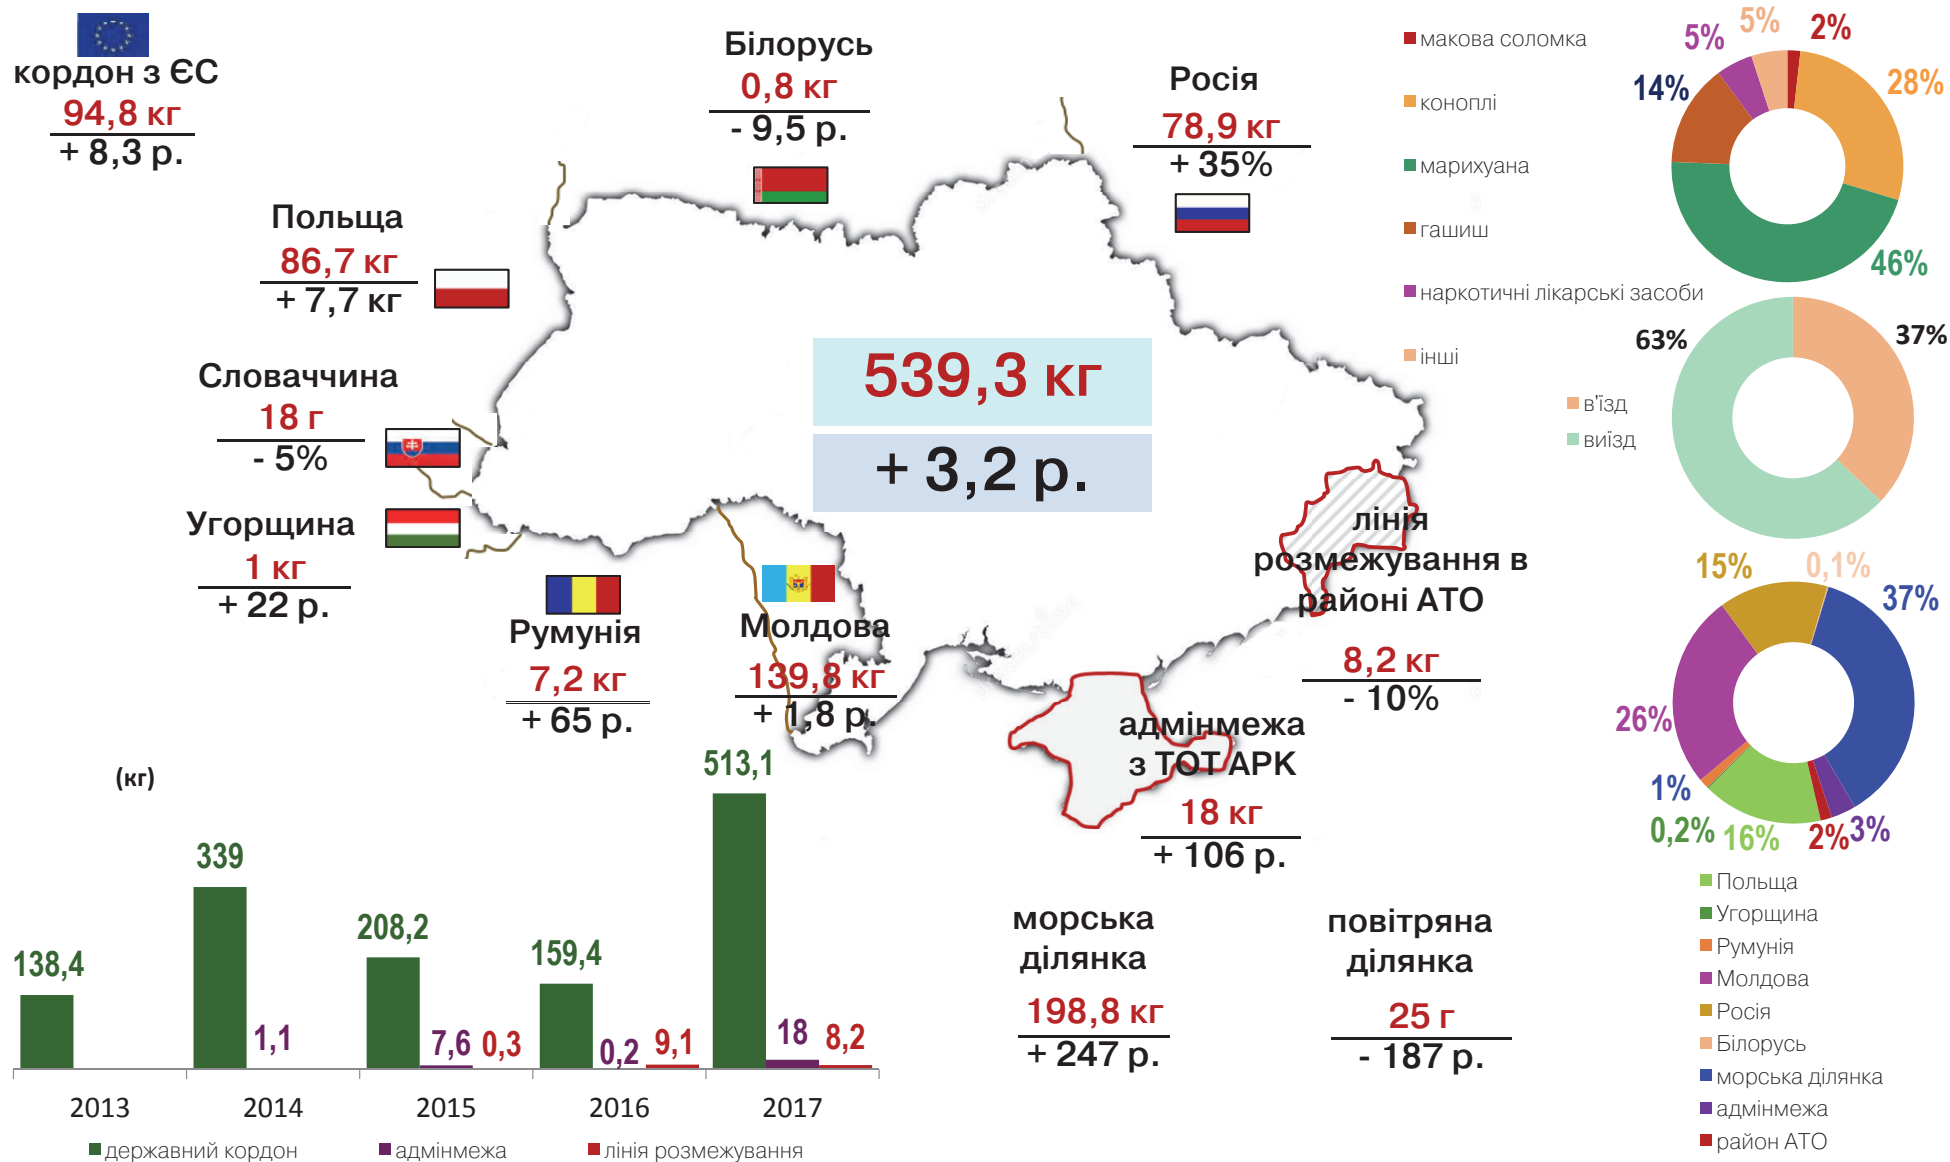 кордон з ЄС
94,8 кг
+ 8,3 р.
Білорусь
0,8 кг
- 9,5 р.
Росія
78,9 кг
+ 35%
Польща
86,7 кг
+ 7,7 кг
Словаччина
18 г
- 5%
Угорщина
1 кг
+ 22 р.
Румунія
7,2 кг
+ 65 р.
Молдова
139,8 кг
+ 1,8 р.
539,3 кг
+ 3,2 р.
лінія
розмежування в
районі АТО
8,2 кг
- 10%
адмінмежа
з ТОТ АРК
18 кг
+ 106 р.
морська
ділянка
198,8 кг
+ 247 р.
повітряна
ділянка
25 г
- 187 р.
макова соломка
коноплі
марихуана
гашиш
наркотичні лікарські засоби
інші
5%
5%
2%
14%
28%
46%
63%
37%
в'їзд
виїзд
15%
0,1%
37%
26%
1%
0,2%
16%
2%
3%
Польща
Угорщина
Румунія
Молдова
Росія
Білорусь
морська ділянка
адмінмежа
район АТО
(кг)
138,4
339
1,1
208,2
7,6
0,3
159,4
0,2
9,1
513,1
18
8,2
2013
2014
2015
2016
2017
державний кордон
адмінмежа
лінія розмежування